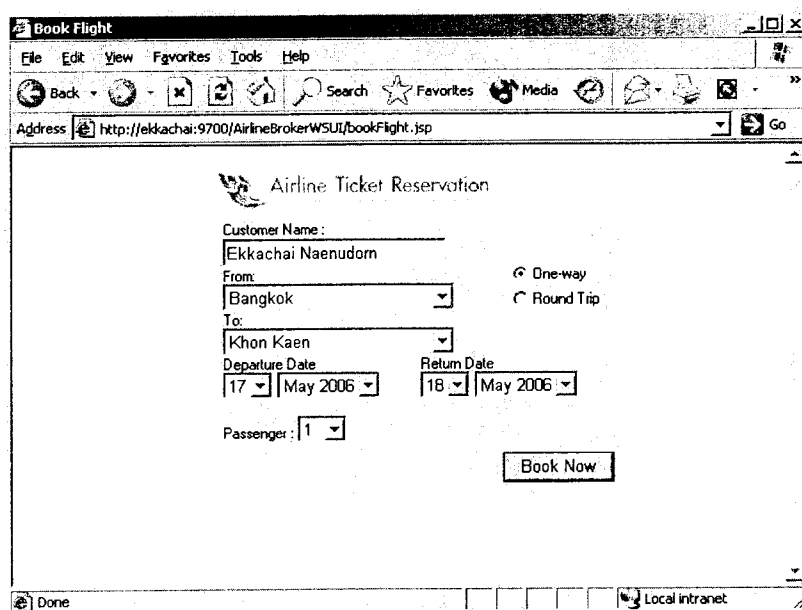 Book Flight
File Edit View Favorites Tools Help
Back Search Favorites Media »
Address http://ekkachai:9700/AirlineBrokerWSUI/bookFlight.jsp Go
Airline Ticket Reservation
Customer Name :
Ekkachai Naenudorn
From:
One-way
Bangkok
Round Trip
To:
Khon Kaen
Departure Date Return Date
17 May 2006 18 May 2006
Passenger : 1
Book Now
Done Local intranet